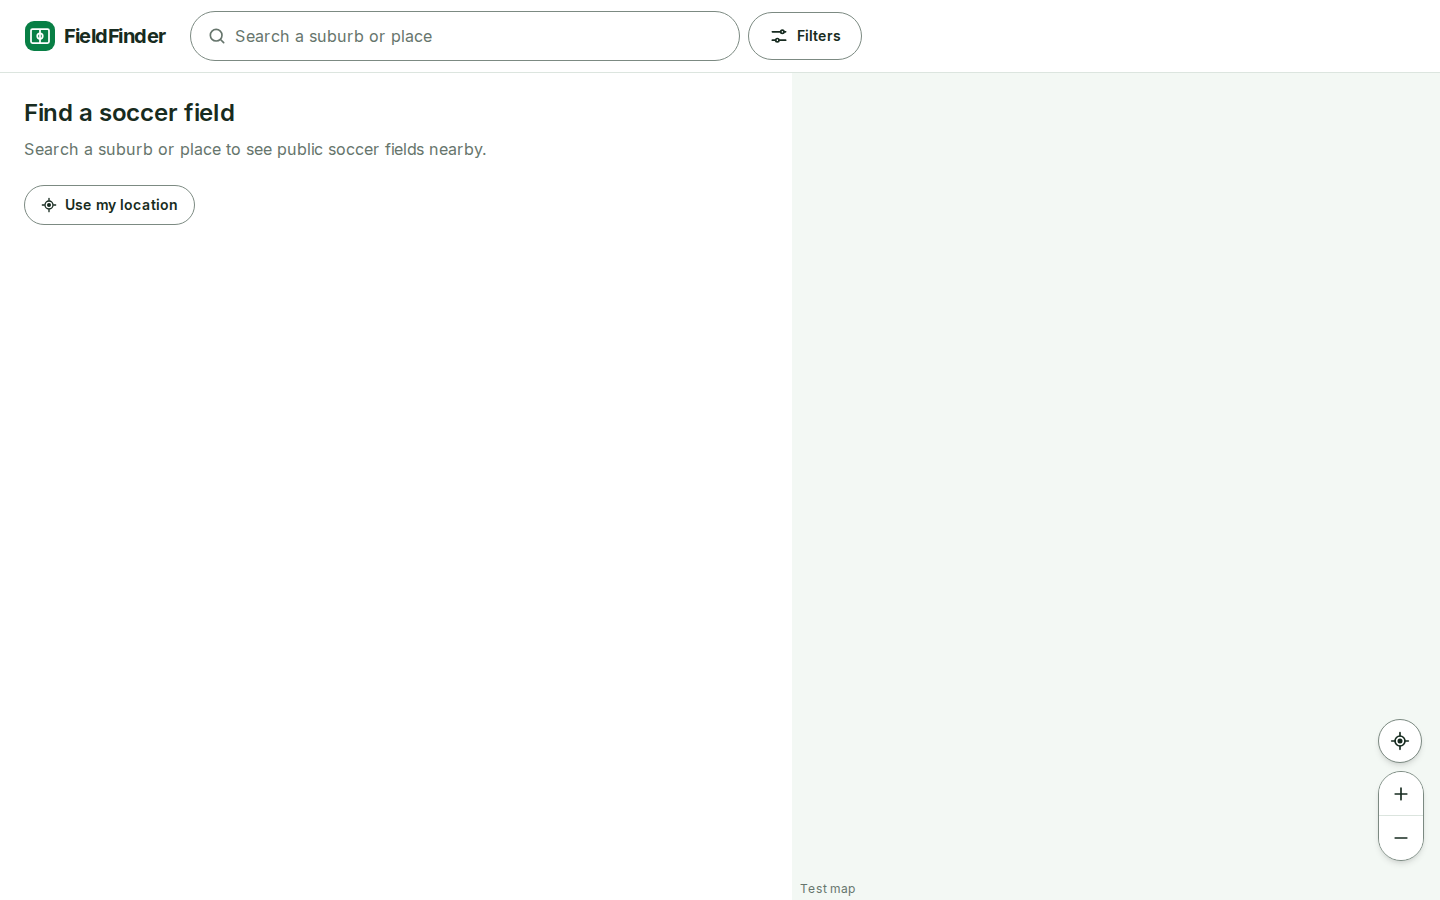 FieldFinder
Search a suburb or place
Filters
Find a soccer field
Search a suburb or place to see public soccer fields nearby.
Use my location
Test map